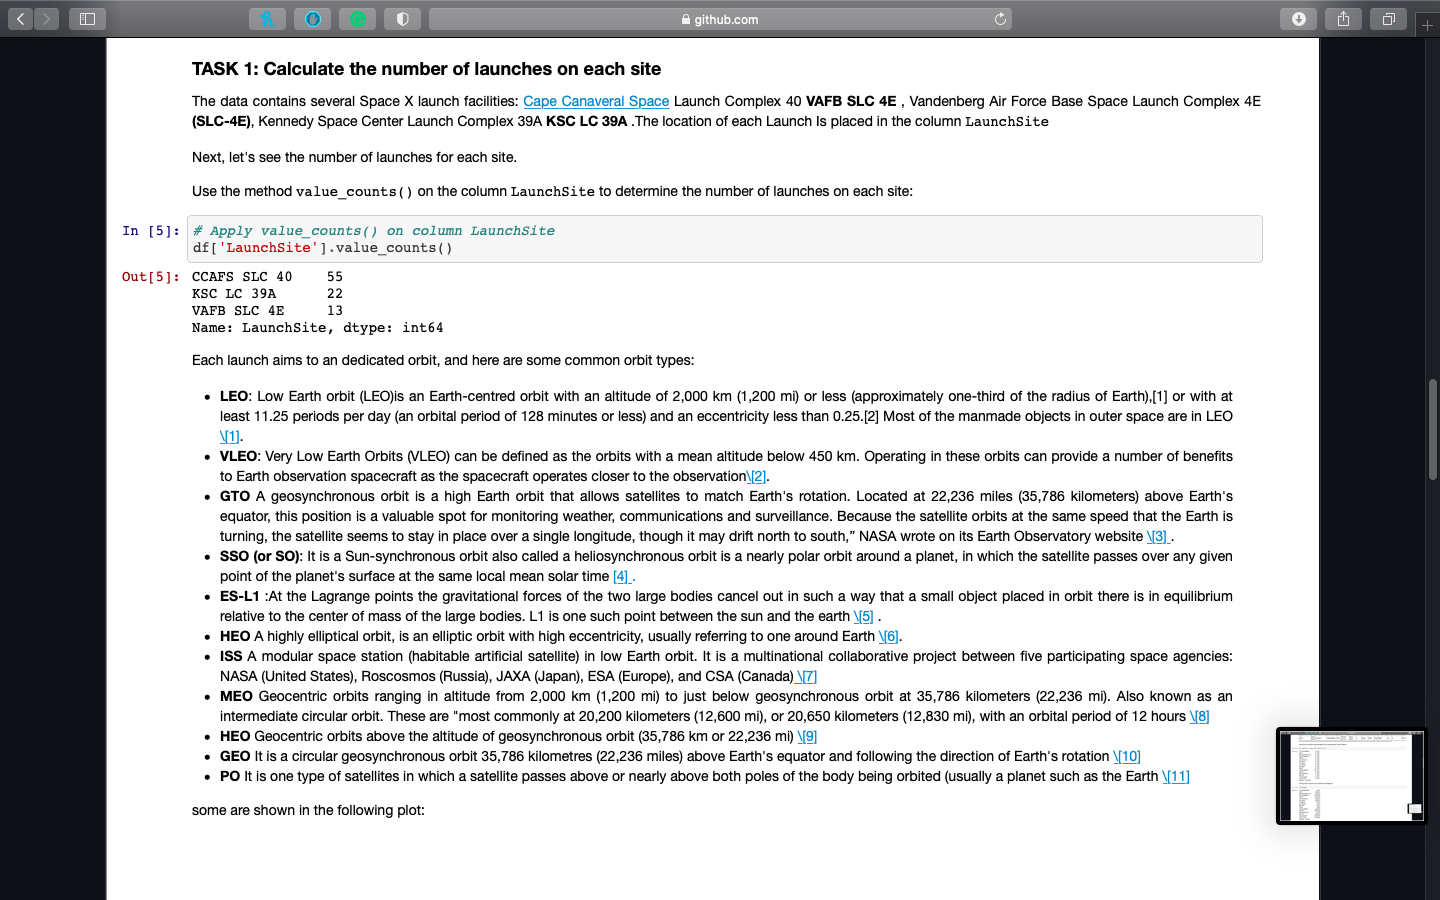 github.com
TASK 1: Calculate the number of launches on each site
The data contains several Space X launch facilities: Cape Canaveral Space Launch Complex 40 VAFB SLC 4E , Vandenberg Air Force Base Space Launch Complex 4E
(SLC-4E), Kennedy Space Center Launch Complex 39A KSC LC 39A .The location of each Launch Is placed in the column LaunchSite
Next, let's see the number of launches for each site.
Use the method value_counts() on the column LaunchSite to determine the number of launches on each site:
In [5]: # Apply value_counts() on column LaunchSite
df['LaunchSite'].value_counts()
Out[5]: CCAFS SLC 40 55
KSC LC 39A 22
VAFB SLC 4E 13
Name: LaunchSite, dtype: int64
Each launch aims to an dedicated orbit, and here are some common orbit types:
• LEO: Low Earth orbit (LEO)is an Earth-centred orbit with an altitude of 2,000 km (1,200 mi) or less (approximately one-third of the radius of Earth),[1] or with at
least 11.25 periods per day (an orbital period of 128 minutes or less) and an eccentricity less than 0.25.[2] Most of the manmade objects in outer space are in LEO
\[1].
• VLEO: Very Low Earth Orbits (VLEO) can be defined as the orbits with a mean altitude below 450 km. Operating in these orbits can provide a number of benefits
to Earth observation spacecraft as the spacecraft operates closer to the observation\[2].
• GTO A geosynchronous orbit is a high Earth orbit that allows satellites to match Earth's rotation. Located at 22,236 miles (35,786 kilometers) above Earth's
equator, this position is a valuable spot for monitoring weather, communications and surveillance. Because the satellite orbits at the same speed that the Earth is
turning, the satellite seems to stay in place over a single longitude, though it may drift north to south,” NASA wrote on its Earth Observatory website \[3] .
• SSO (or SO): It is a Sun-synchronous orbit also called a heliosynchronous orbit is a nearly polar orbit around a planet, in which the satellite passes over any given
point of the planet's surface at the same local mean solar time [4] .
• ES-L1 :At the Lagrange points the gravitational forces of the two large bodies cancel out in such a way that a small object placed in orbit there is in equilibrium
relative to the center of mass of the large bodies. L1 is one such point between the sun and the earth \[5] .
• HEO A highly elliptical orbit, is an elliptic orbit with high eccentricity, usually referring to one around Earth \[6].
• ISS A modular space station (habitable artificial satellite) in low Earth orbit. It is a multinational collaborative project between five participating space agencies:
NASA (United States), Roscosmos (Russia), JAXA (Japan), ESA (Europe), and CSA (Canada) \[7]
• MEO Geocentric orbits ranging in altitude from 2,000 km (1,200 mi) to just below geosynchronous orbit at 35,786 kilometers (22,236 mi). Also known as an
intermediate circular orbit. These are "most commonly at 20,200 kilometers (12,600 mi), or 20,650 kilometers (12,830 mi), with an orbital period of 12 hours \[8]
• HEO Geocentric orbits above the altitude of geosynchronous orbit (35,786 km or 22,236 mi) \[9]
• GEO It is a circular geosynchronous orbit 35,786 kilometres (22,236 miles) above Earth's equator and following the direction of Earth's rotation \[10]
• PO It is one type of satellites in which a satellite passes above or nearly above both poles of the body being orbited (usually a planet such as the Earth \[11]
some are shown in the following plot: